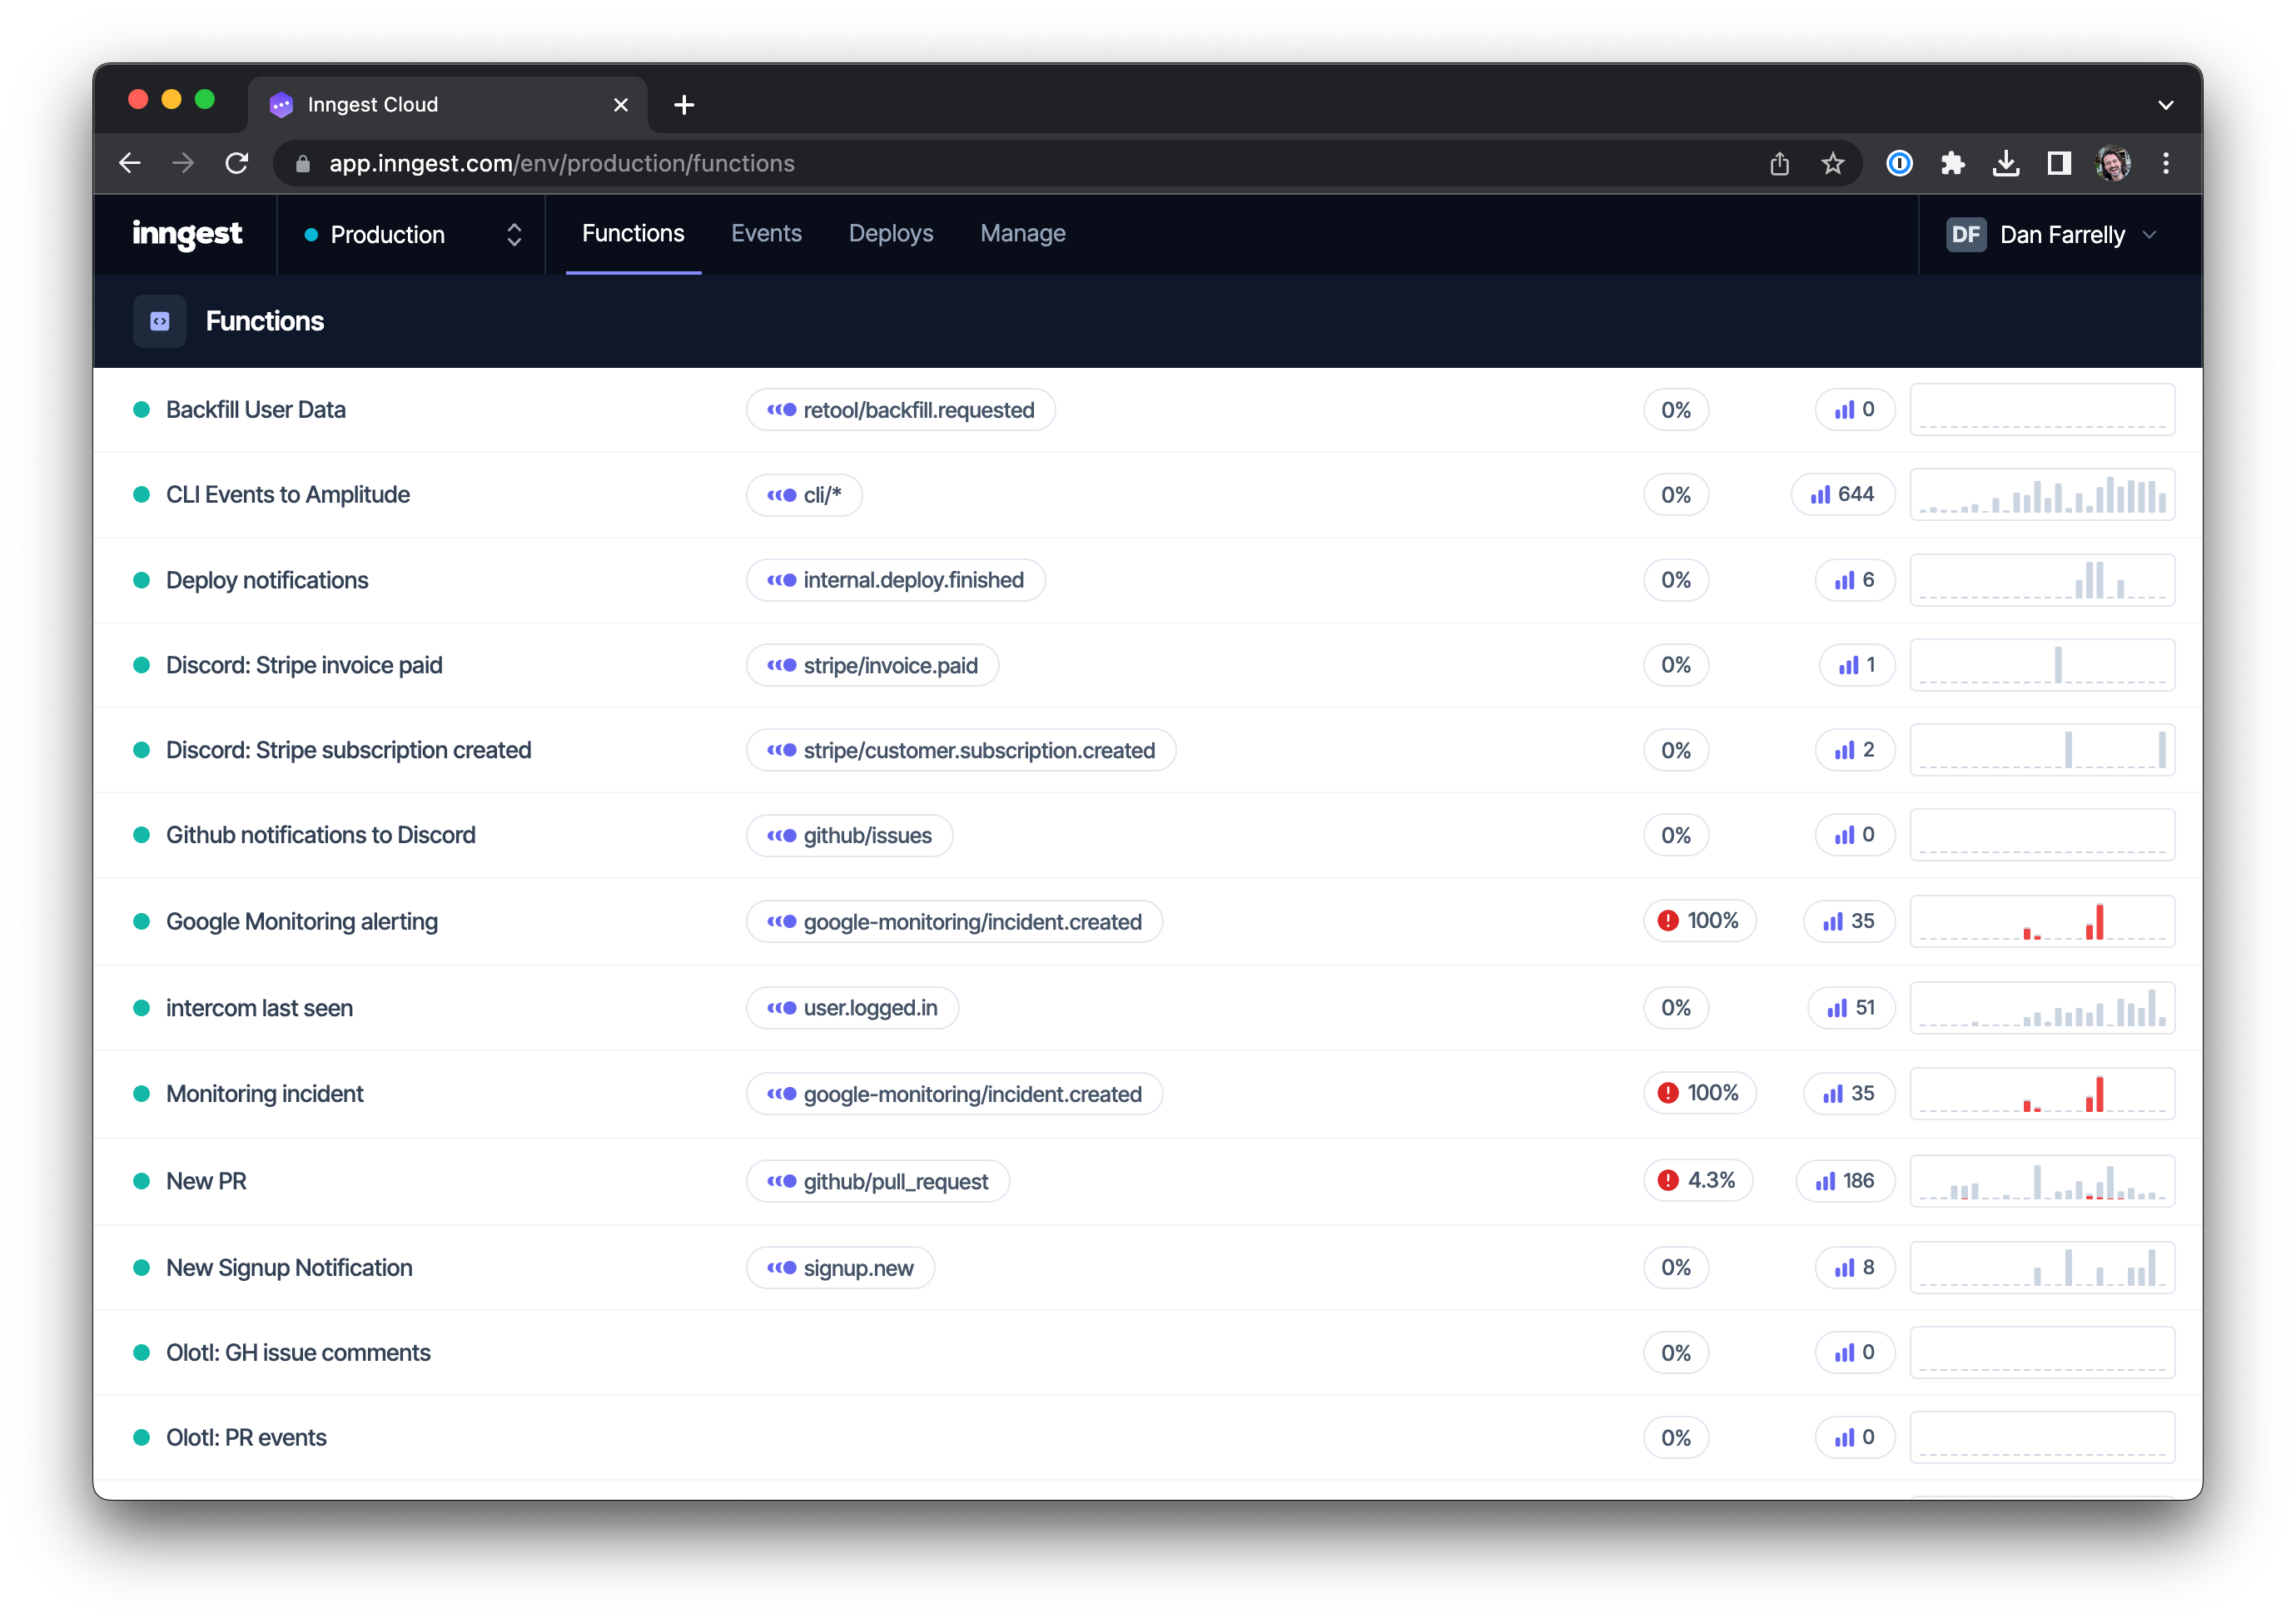 Inngest Cloud
app.inngest.com/env/production/functions
inngest
Production
Functions
Events
Deploys
Manage
DF
Dan Farrelly
Functions
Backfill User Data
retool/backfill.requested
0%
0
CLI Events to Amplitude
cli/*
0%
644
Deploy notifications
internal.deploy.finished
0%
6
Discord: Stripe invoice paid
stripe/invoice.paid
0%
1
Discord: Stripe subscription created
stripe/customer.subscription.created
0%
2
Github notifications to Discord
github/issues
0%
0
Google Monitoring alerting
google-monitoring/incident.created
100%
35
intercom last seen
user.logged.in
0%
51
Monitoring incident
google-monitoring/incident.created
100%
35
New PR
github/pull_request
4.3%
186
New Signup Notification
signup.new
0%
8
Olotl: GH issue comments
0%
0
Olotl: PR events
0%
0